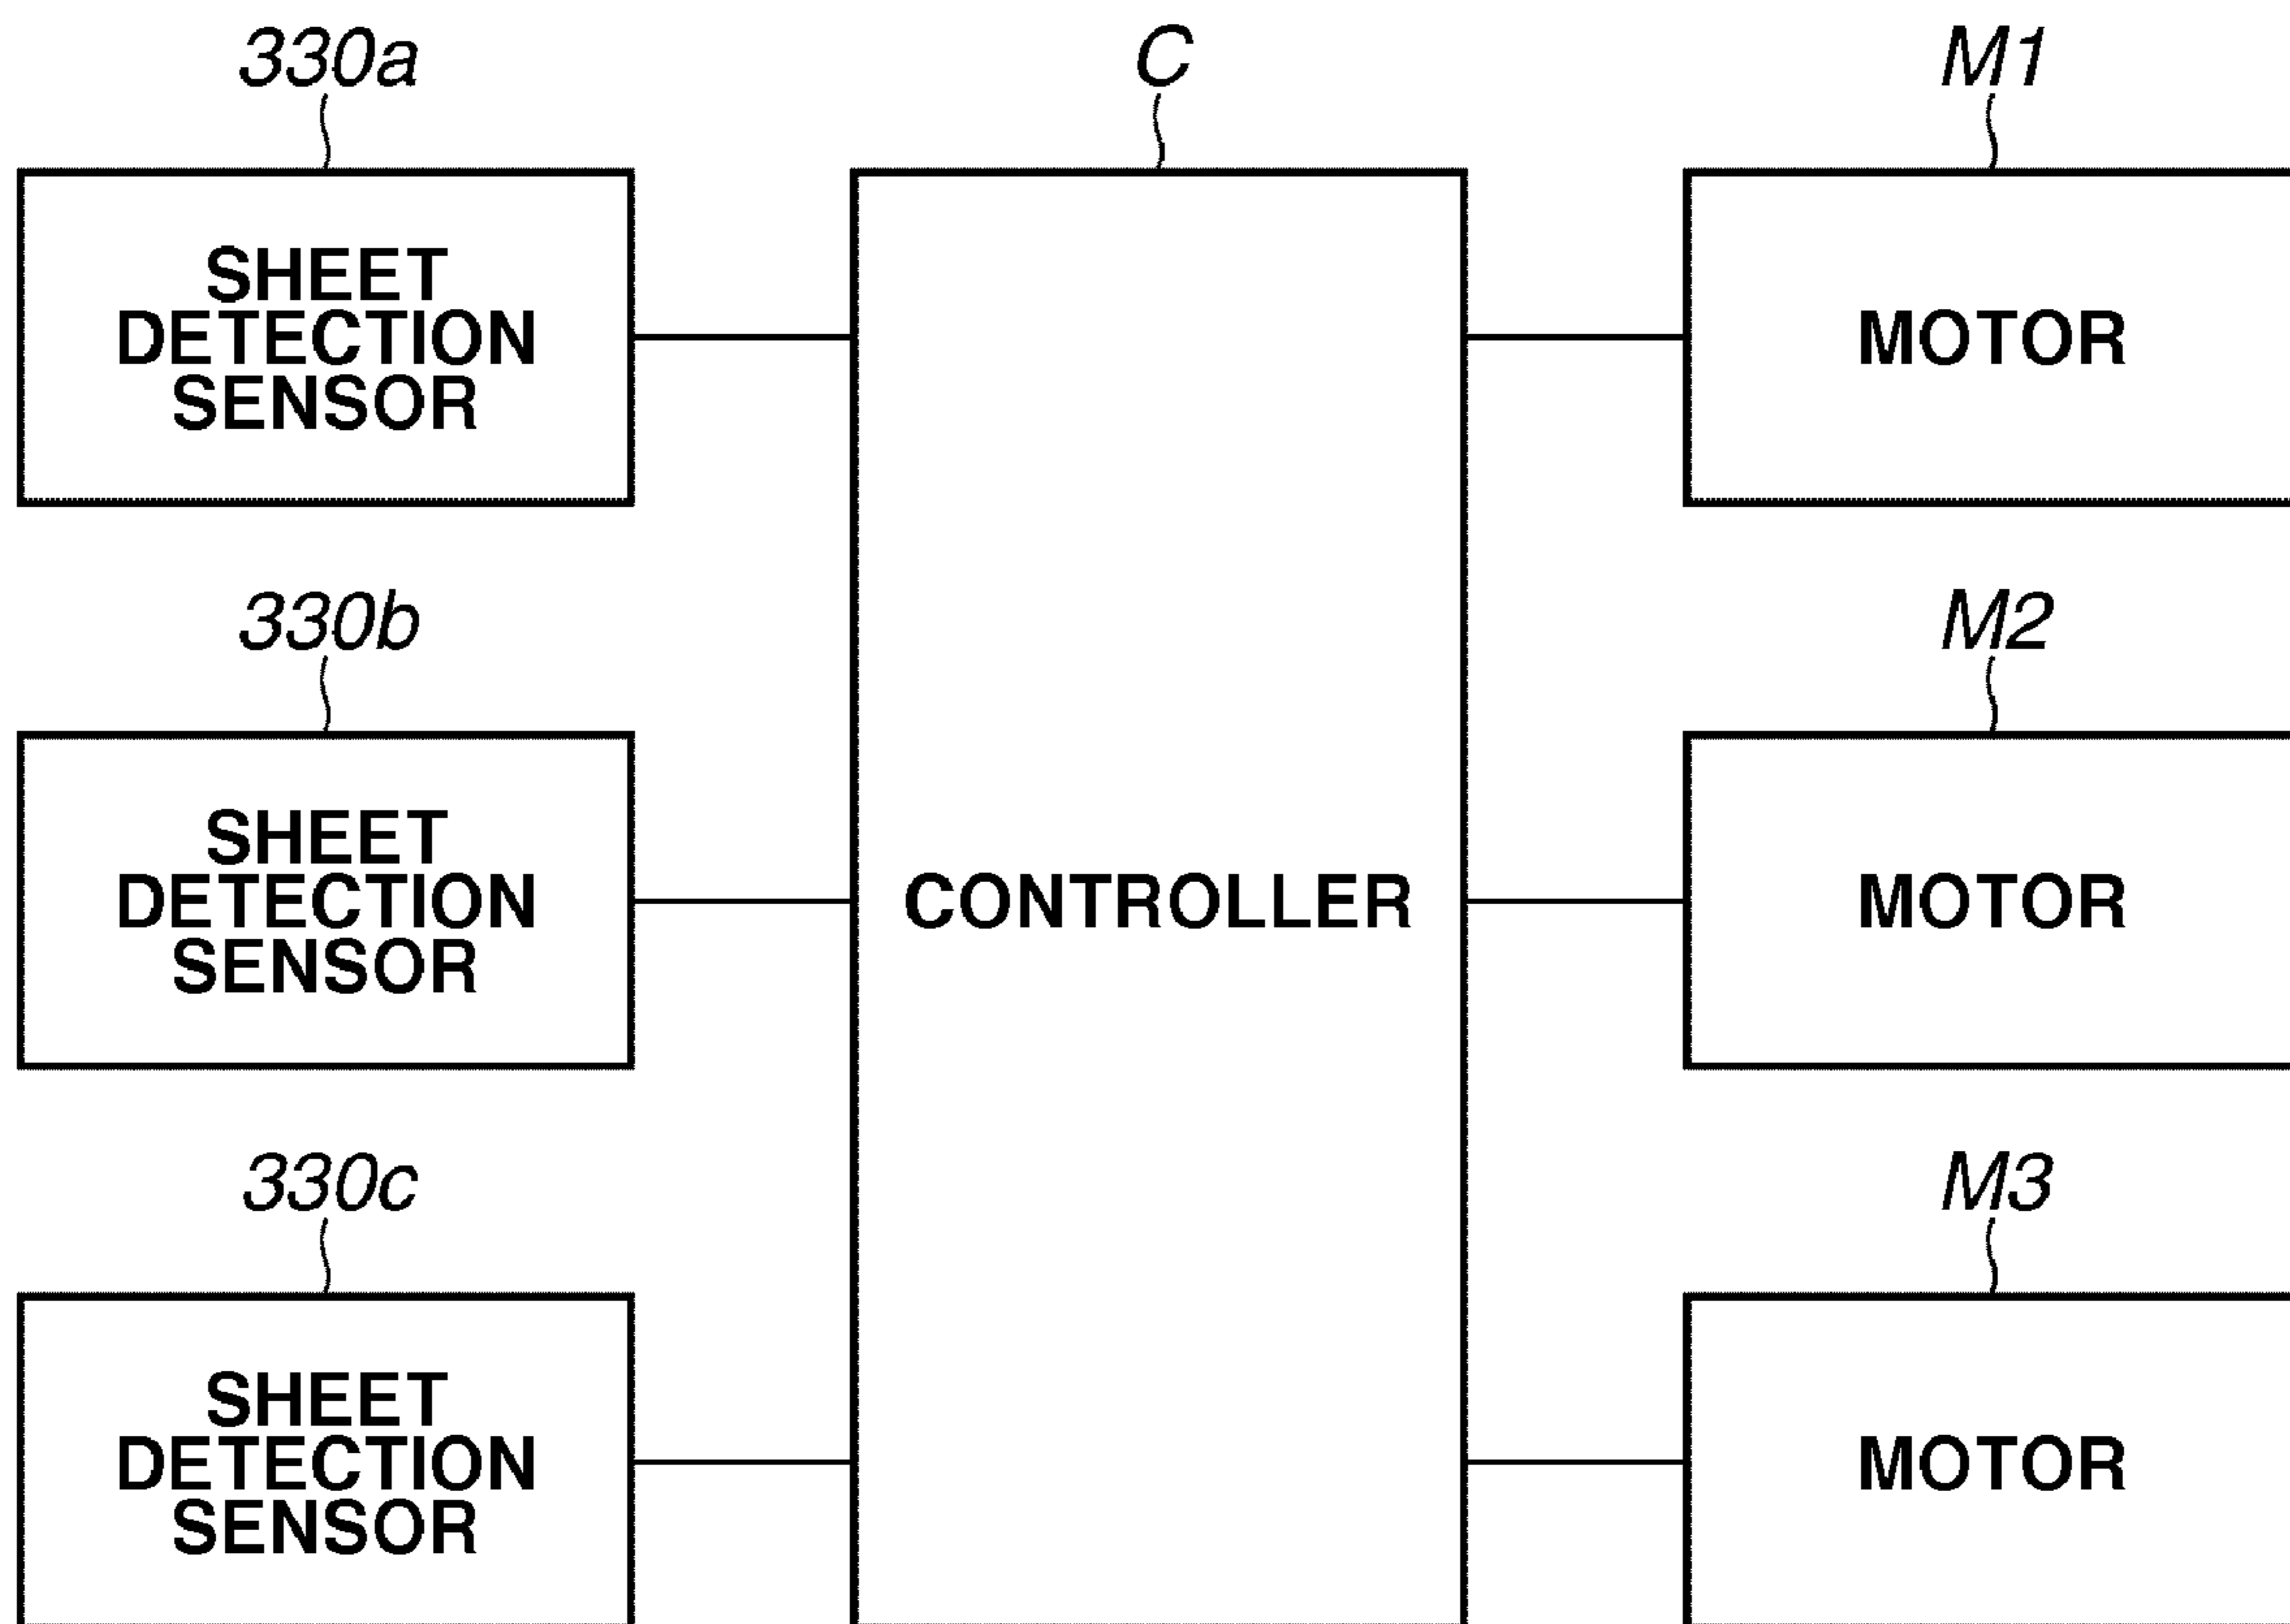 330a
C
M1
SHEET
DETECTION
SENSOR
MOTOR
330b
M2
SHEET
DETECTION
SENSOR
CONTROLLER
MOTOR
330c
M3
SHEET
DETECTION
SENSOR
MOTOR